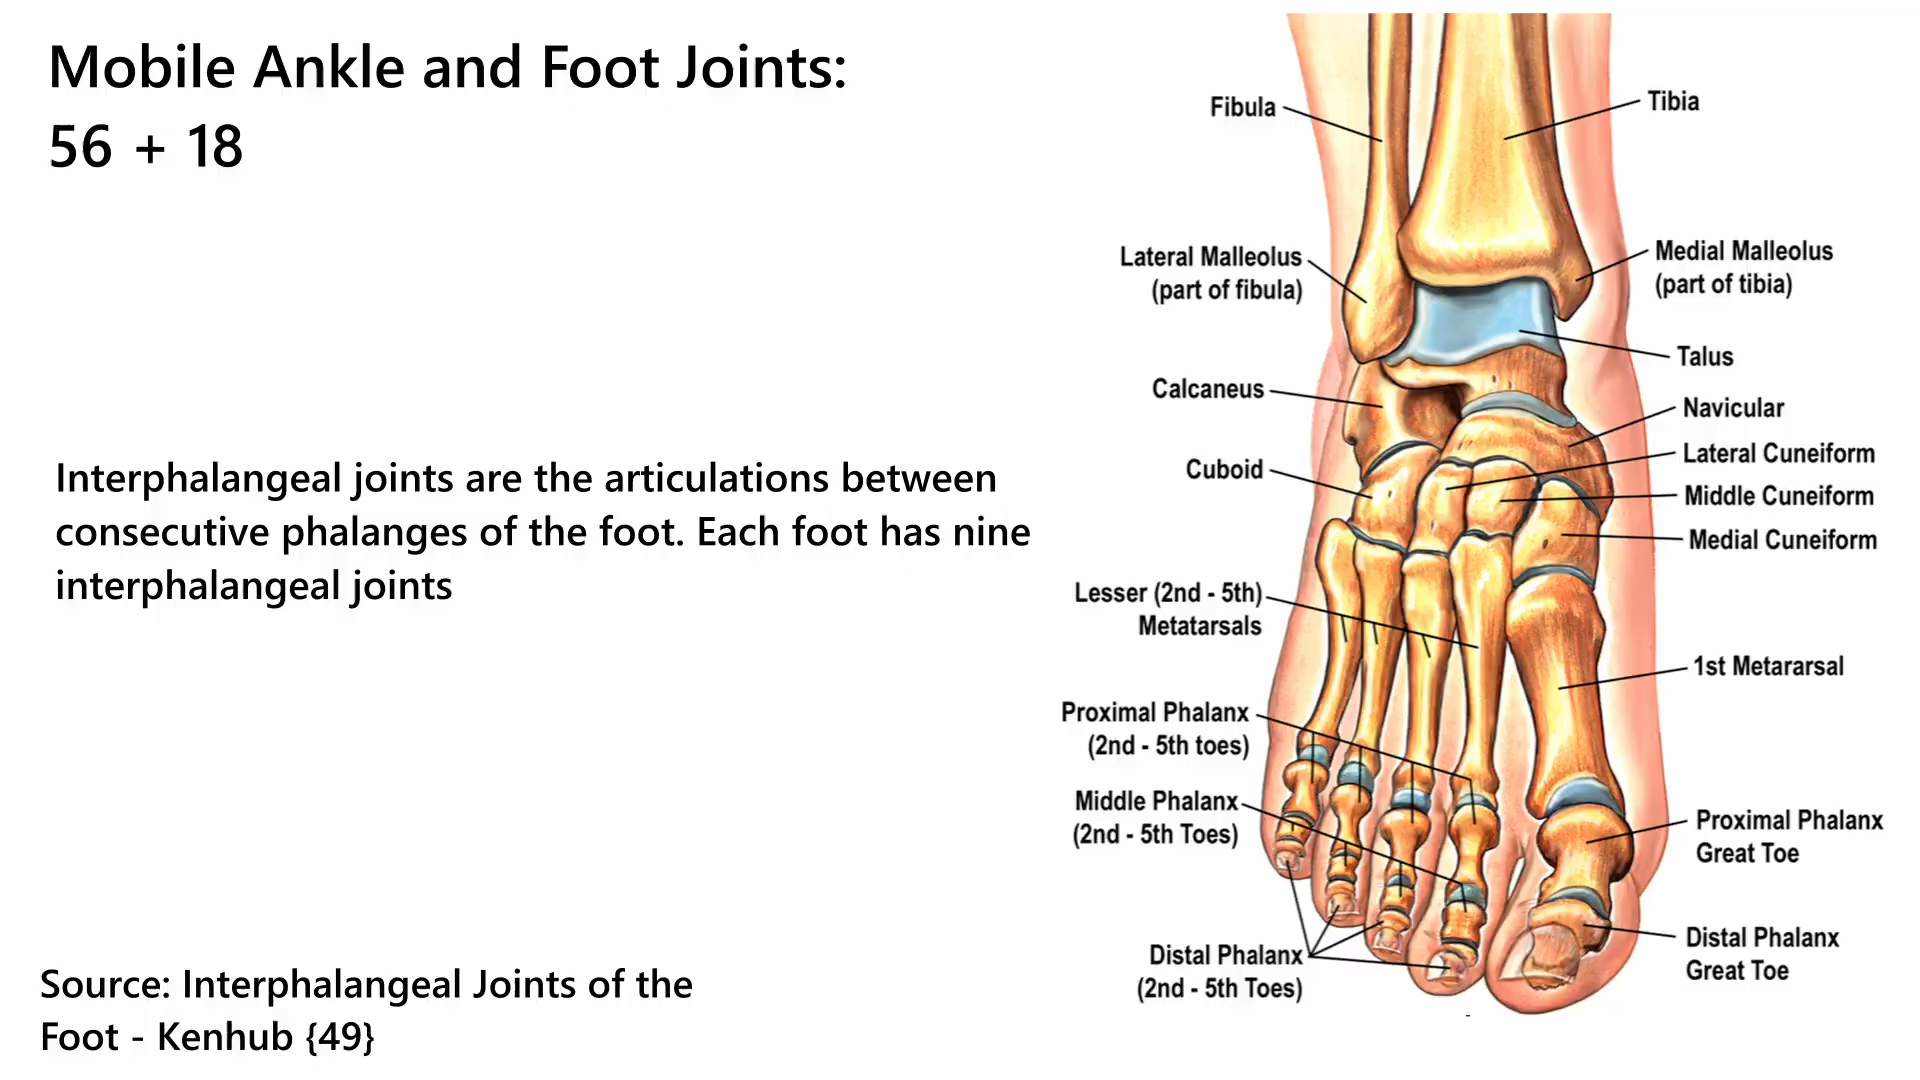 Mobile Ankle and Foot Joints:
56 + 18
Interphalangeal joints are the articulations between
consecutive phalanges of the foot. Each foot has nine
interphalangeal joints
Source: Interphalangeal Joints of the
Foot - Kenhub {49}
Fibula
Tibia
Lateral Malleolus
(part of fibula)
Medial Malleolus
(part of tibia)
Talus
Calcaneus
Navicular
Lateral Cuneiform
Cuboid
Middle Cuneiform
Medial Cuneiform
Lesser (2nd - 5th)
Metatarsals
1st Metararsal
Proximal Phalanx
(2nd - 5th toes)
Middle Phalanx
(2nd - 5th Toes)
Proximal Phalanx
Great Toe
Distal Phalanx
(2nd - 5th Toes)
Distal Phalanx
Great Toe